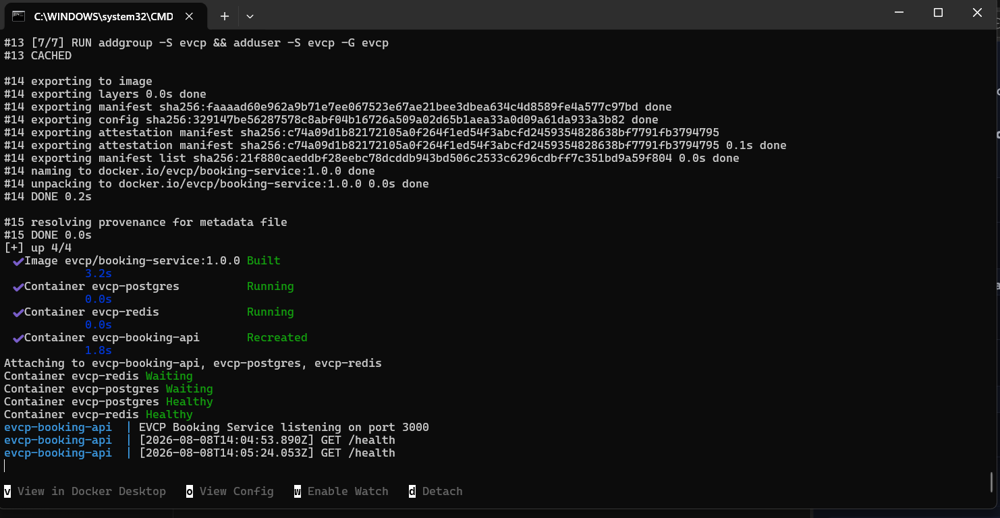 C:\WINDOWS\system32\CMD
#13 [7/7] RUN addgroup -S evcp && adduser -S evcp -G evcp
#13 CACHED
#14 exporting to image
#14 exporting layers 0.0s done
#14 exporting manifest sha256:faaaad60e962a9b71e7ee067523e67ae21bee3dbea634c4d8589fe4a577c97bd done
#14 exporting config sha256:329147be56287578c8abf04b16726a509a02d65b1aea33a0d09a61da933a3b82 done
#14 exporting attestation manifest sha256:c74a09d1b82172105a0f264f1ed54f3abcfd2459354828638bf7791fb3794795
#14 exporting attestation manifest sha256:c74a09d1b82172105a0f264f1ed54f3abcfd2459354828638bf7791fb3794795 0.1s done
#14 exporting manifest list sha256:21f880caeddbf28eebc78dcddb943bd506c2533c6296cdbff7c351bd9a59f804 0.0s done
#14 naming to docker.io/evcp/booking-service:1.0.0 done
#14 unpacking to docker.io/evcp/booking-service:1.0.0 0.0s done
#14 DONE 0.2s
#15 resolving provenance for metadata file
#15 DONE 0.0s
[+] up 4/4
✔Image evcp/booking-service:1.0.0 Built
3.2s
✔Container evcp-postgres Running
0.0s
✔Container evcp-redis Running
0.0s
✔Container evcp-booking-api Recreated
1.8s
Attaching to evcp-booking-api, evcp-postgres, evcp-redis
Container evcp-redis Waiting
Container evcp-postgres Waiting
Container evcp-postgres Healthy
Container evcp-redis Healthy
evcp-booking-api | EVCP Booking Service listening on port 3000
evcp-booking-api | [2026-08-08T14:04:53.890Z] GET /health
evcp-booking-api | [2026-08-08T14:05:24.053Z] GET /health
v View in Docker Desktop o View Config w Enable Watch d Detach